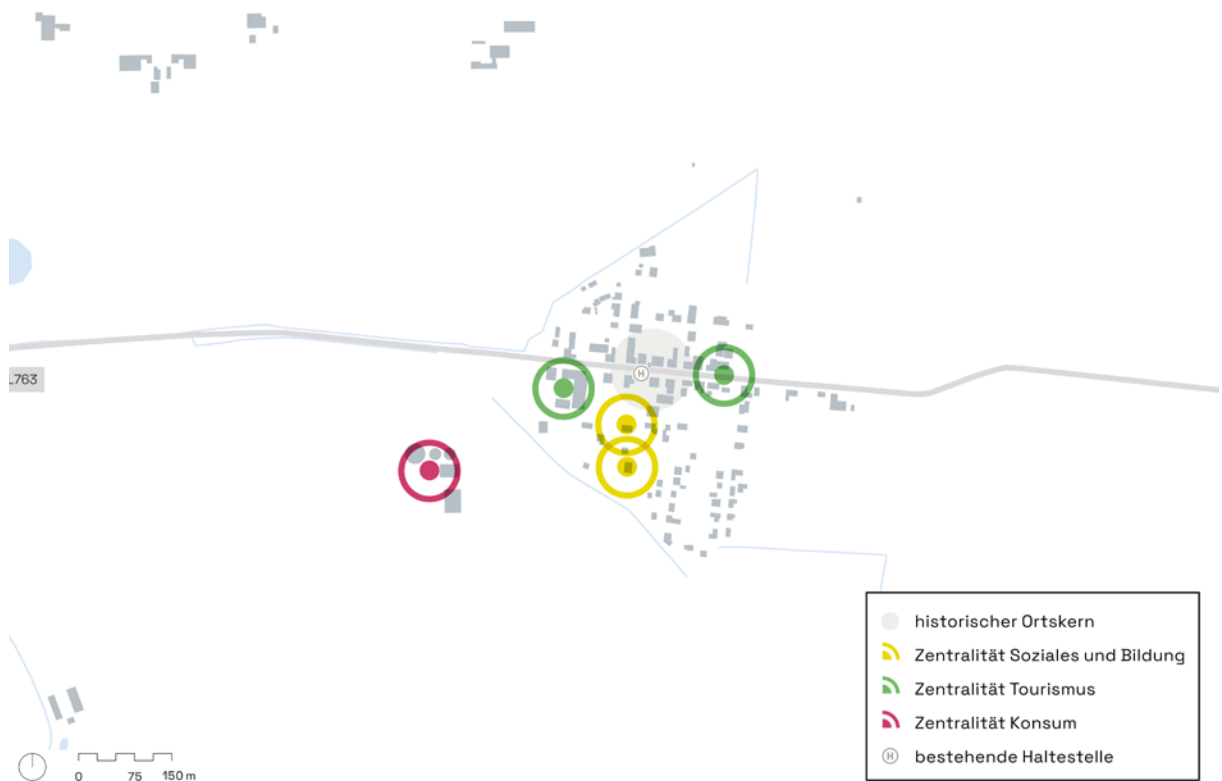 L763
H
historischer Ortskern
Zentralität Soziales und Bildung
Zentralität Tourismus
Zentralität Konsum
H bestehende Haltestelle
0 75 150 m